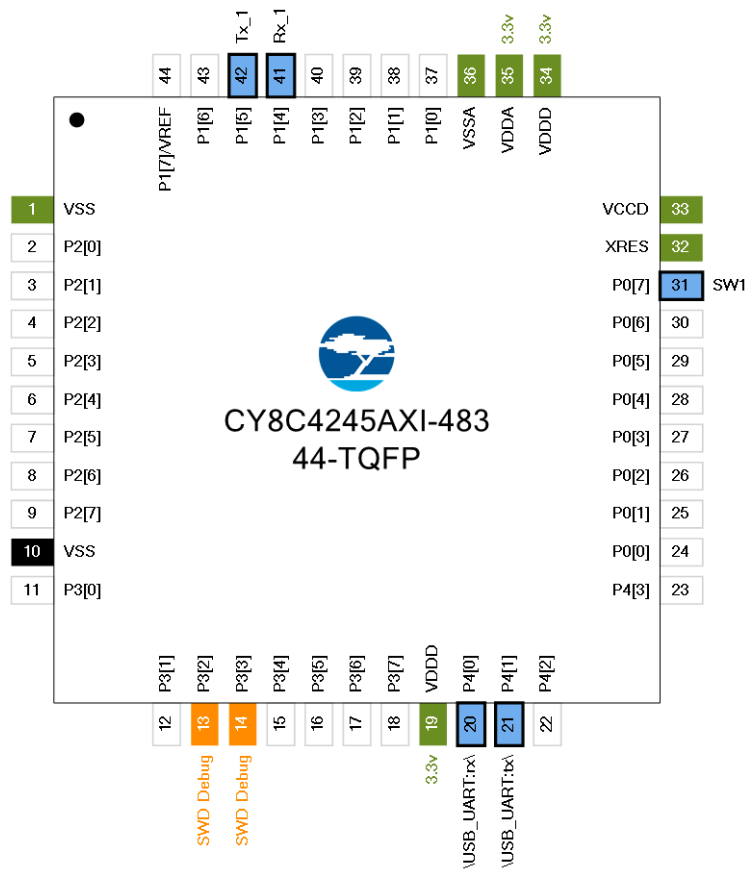 Tx_1
Rx_1
3.3v
3.3v
44
43
42
41
40
39
38
37
36
35
34
P1[7]/VREF
P1[6]
P1[5]
P1[4]
P1[3]
P1[2]
P1[1]
P1[0]
VSSA
VDDA
VDDD
1 VSS
2 P2[0]
3 P2[1]
4 P2[2]
5 P2[3]
6 P2[4]
7 P2[5]
8 P2[6]
9 P2[7]
10 VSS
11 P3[0]
CY8C4245AXI-483
44-TQFP
VCCD 33
XRES 32
P0[7] 31 SW1
P0[6] 30
P0[5] 29
P0[4] 28
P0[3] 27
P0[2] 26
P0[1] 25
P0[0] 24
P4[3] 23
P3[1]
P3[2]
P3[3]
P3[4]
P3[5]
P3[6]
P3[7]
VDDD
P4[0]
P4[1]
P4[2]
12
13
14
15
16
17
18
19
20
21
22
SWD Debug
SWD Debug
3.3v
\USB_UART:rx\
\USB_UART:tx\